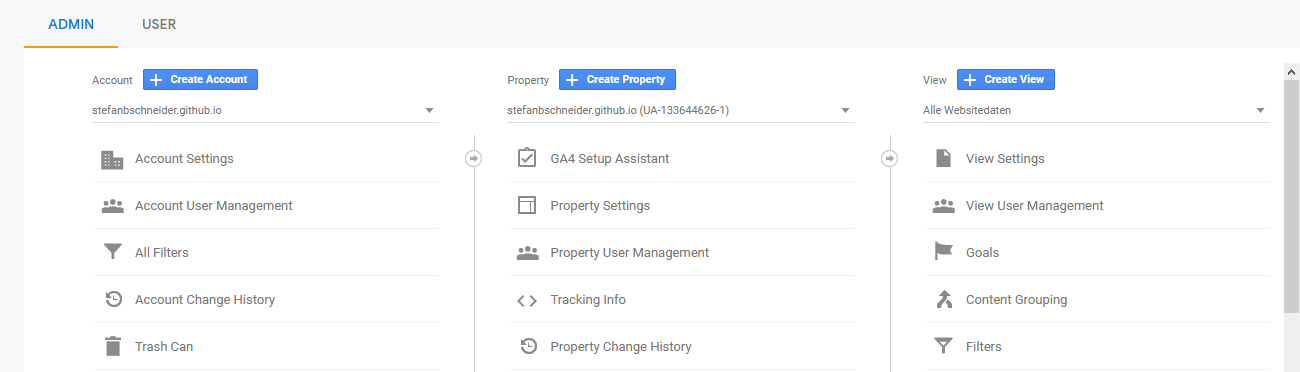 ADMIN USER
Account Create Account
stefanbschneider.github.io
Account Settings
Account User Management
All Filters
Account Change History
Trash Can
Property Create Property
stefanbschneider.github.io (UA-133644626-1)
GA4 Setup Assistant
Property Settings
Property User Management
Tracking Info
Property Change History
View Create View
Alle Websitedaten
View Settings
View User Management
Goals
Content Grouping
Filters